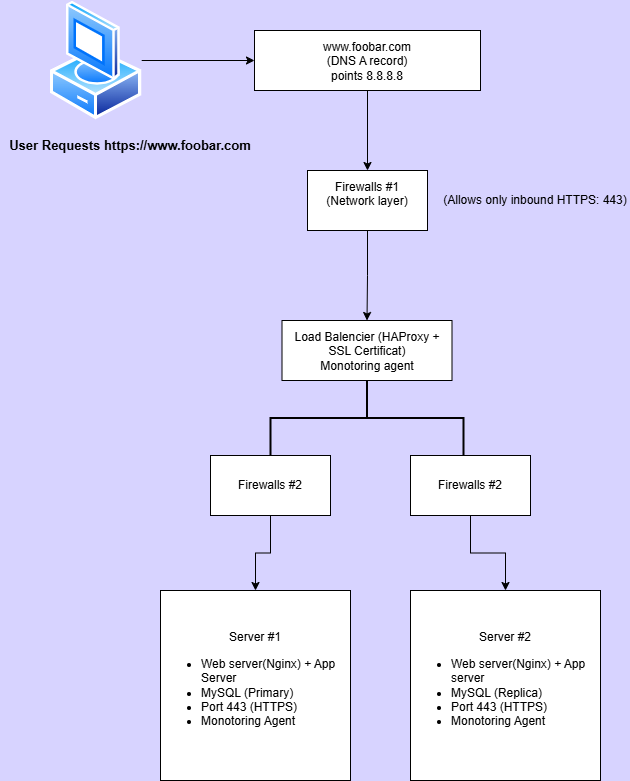 www.foobar.com
(DNS A record)
points 8.8.8.8
User Requests https://www.foobar.com
Firewalls #1
(Network layer)
(Allows only inbound HTTPS: 443)
Load Balencier (HAProxy +
SSL Certificat)
Monotoring agent
Firewalls #2
Firewalls #2
Server #1
• Web server(Nginx) + App
Server
• MySQL (Primary)
• Port 443 (HTTPS)
• Monotoring Agent
Server #2
• Web server(Nginx) + App
server
• MySQL (Replica)
• Port 443 (HTTPS)
• Monotoring Agent